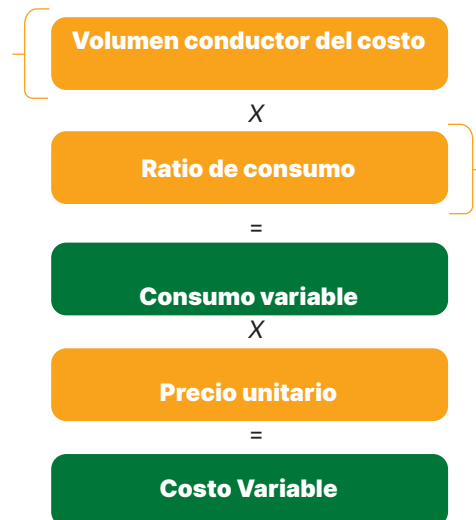 Volumen conductor del costo
X
Ratio de consumo
=
Consumo variable
X
Precio unitario
=
Costo Variable